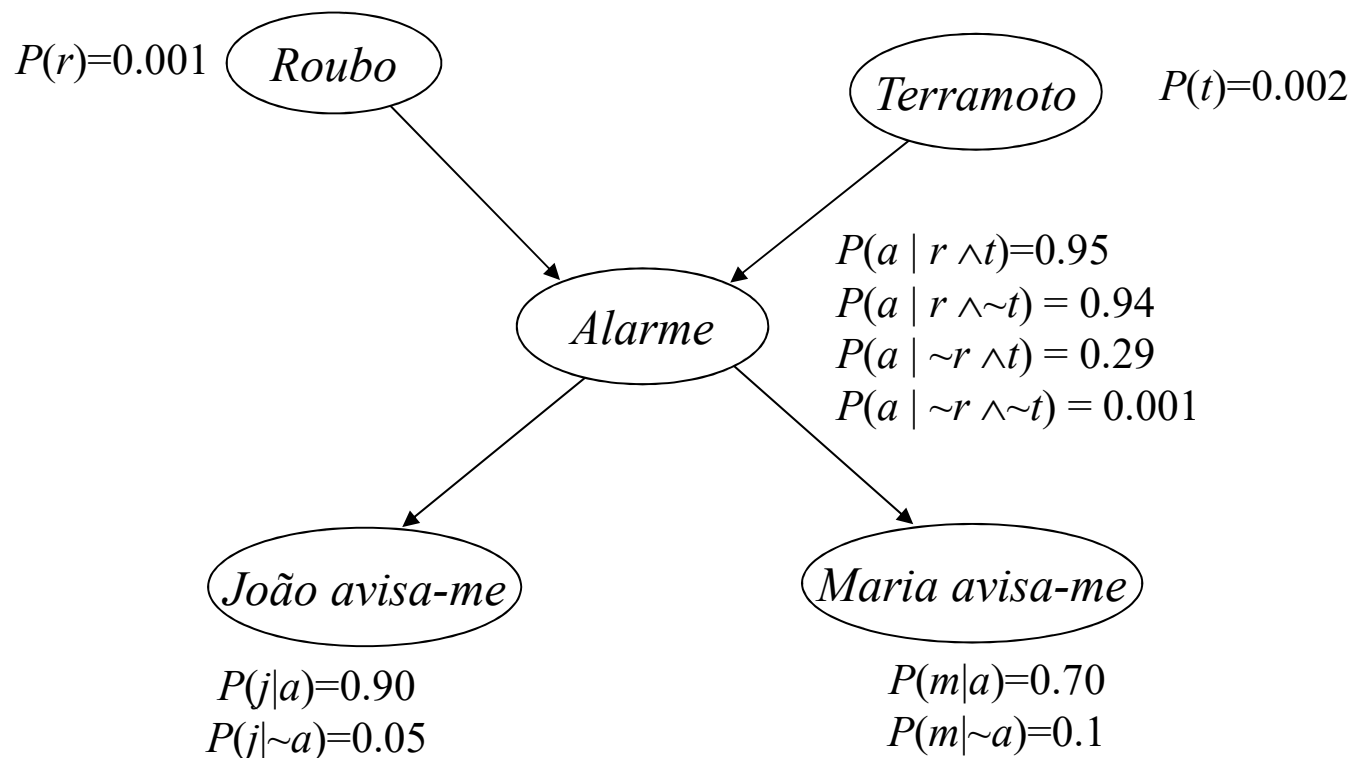 P(r)=0.001
Roubo
Terramoto
P(t)=0.002
P(a | r ∧t)=0.95
P(a | r ∧~t) = 0.94
P(a | ~r ∧t) = 0.29
P(a | ~r ∧~t) = 0.001
Alarme
João avisa-me
Maria avisa-me
P(j|a)=0.90
P(j|~a)=0.05
P(m|a)=0.70
P(m|~a)=0.1